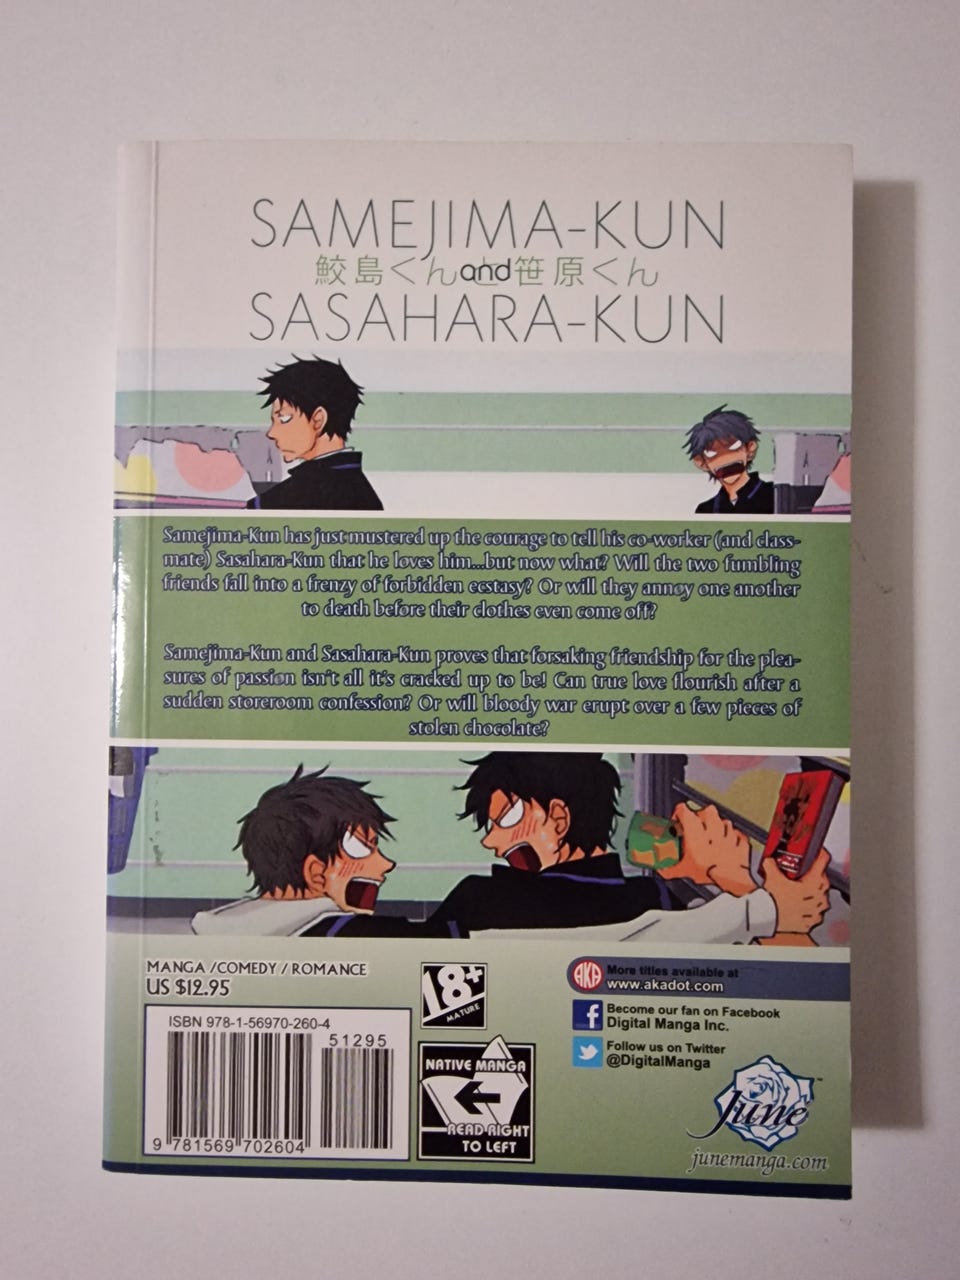 SAMEJIMA-KUN
鮫島くんと笹原くん
and
SASAHARA-KUN
Samejima-Kun has just mustered up the courage to tell his co-worker (and class-
mate) Sasahara-Kun that he loves him...but now what? Will the two fumbling
friends fall into a frenzy of forbidden ecstasy? Or will they annoy one another
to death before their clothes even come off?
Samejima-Kun and Sasahara-Kun proves that forsaking friendship for the plea-
sures of passion isn't all it's cracked up to be! Can true love flourish after a
sudden storeroom confession? Or will bloody war erupt over a few pieces of
stolen chocolate?
MANGA /COMEDY / ROMANCE
US $12.95
ISBN 978-1-56970-260-4
51295
9 781569 702604
18+
MATURE
NATIVE MANGA
READ RIGHT
TO LEFT
AKA
More titles available at
www.akadot.com
Become our fan on Facebook
Digital Manga Inc.
Follow us on Twitter
@DigitalManga
June™
junemanga.com